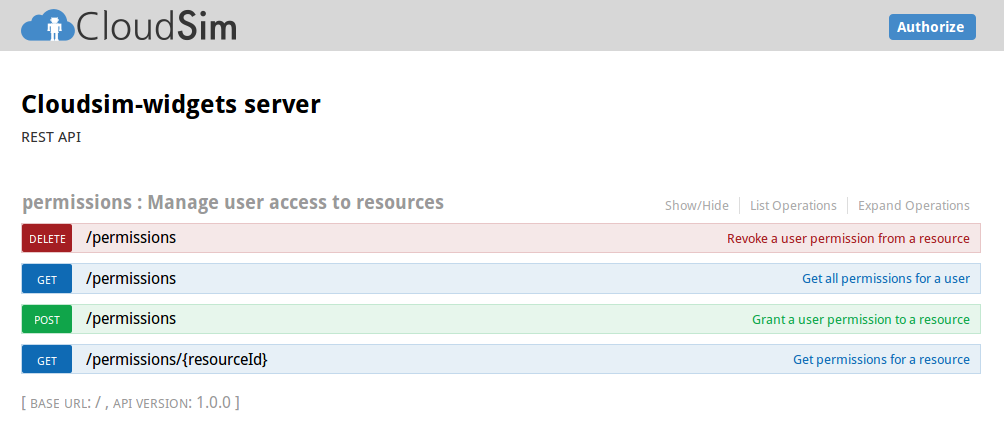 CloudSim
Authorize
Cloudsim-widgets server
REST API
permissions : Manage user access to resources
Show/Hide List Operations Expand Operations
DELETE /permissions Revoke a user permission from a resource
GET /permissions Get all permissions for a user
POST /permissions Grant a user permission to a resource
GET /permissions/{resourceId} Get permissions for a resource
[ BASE URL: / , API VERSION: 1.0.0 ]